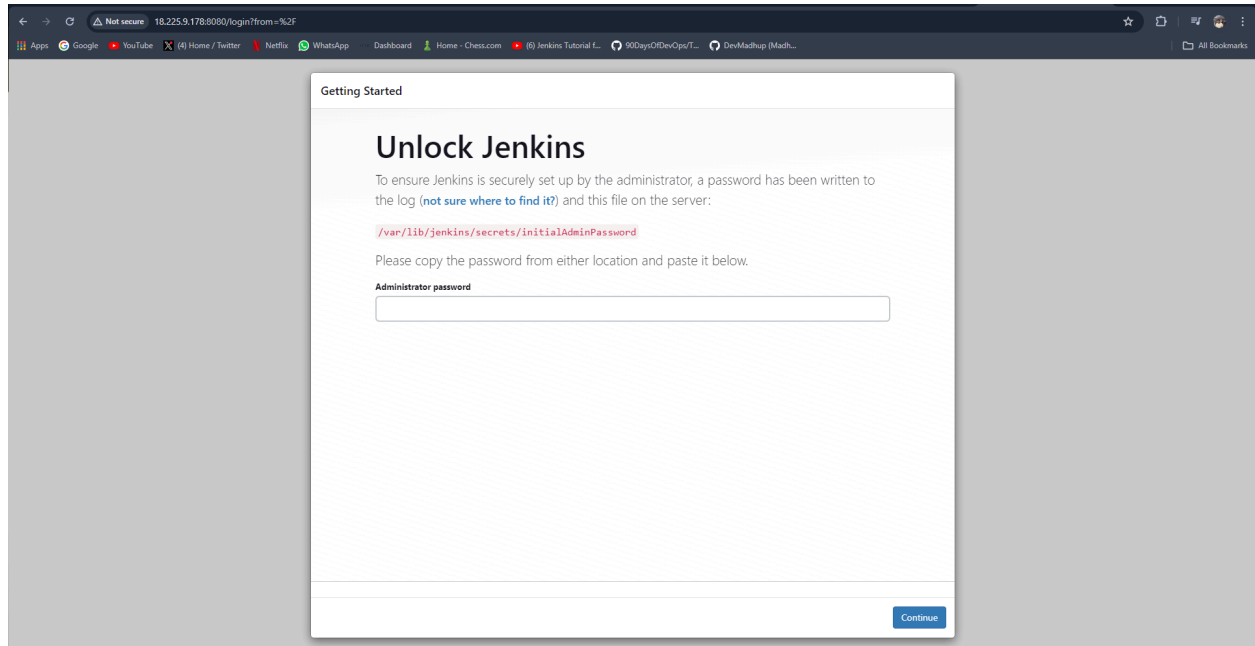 Not secure 18.225.9.178:8080/login?from=%2F
Apps Google YouTube (4) Home / Twitter Netflix WhatsApp Dashboard Home - Chess.com (6) Jenkins Tutorial f... 90DaysOfDevOps/T... DevMadhup (Madh... All Bookmarks
Getting Started
Unlock Jenkins
To ensure Jenkins is securely set up by the administrator, a password has been written to
the log (not sure where to find it?) and this file on the server:
/var/lib/jenkins/secrets/initialAdminPassword
Please copy the password from either location and paste it below.
Administrator password
Continue